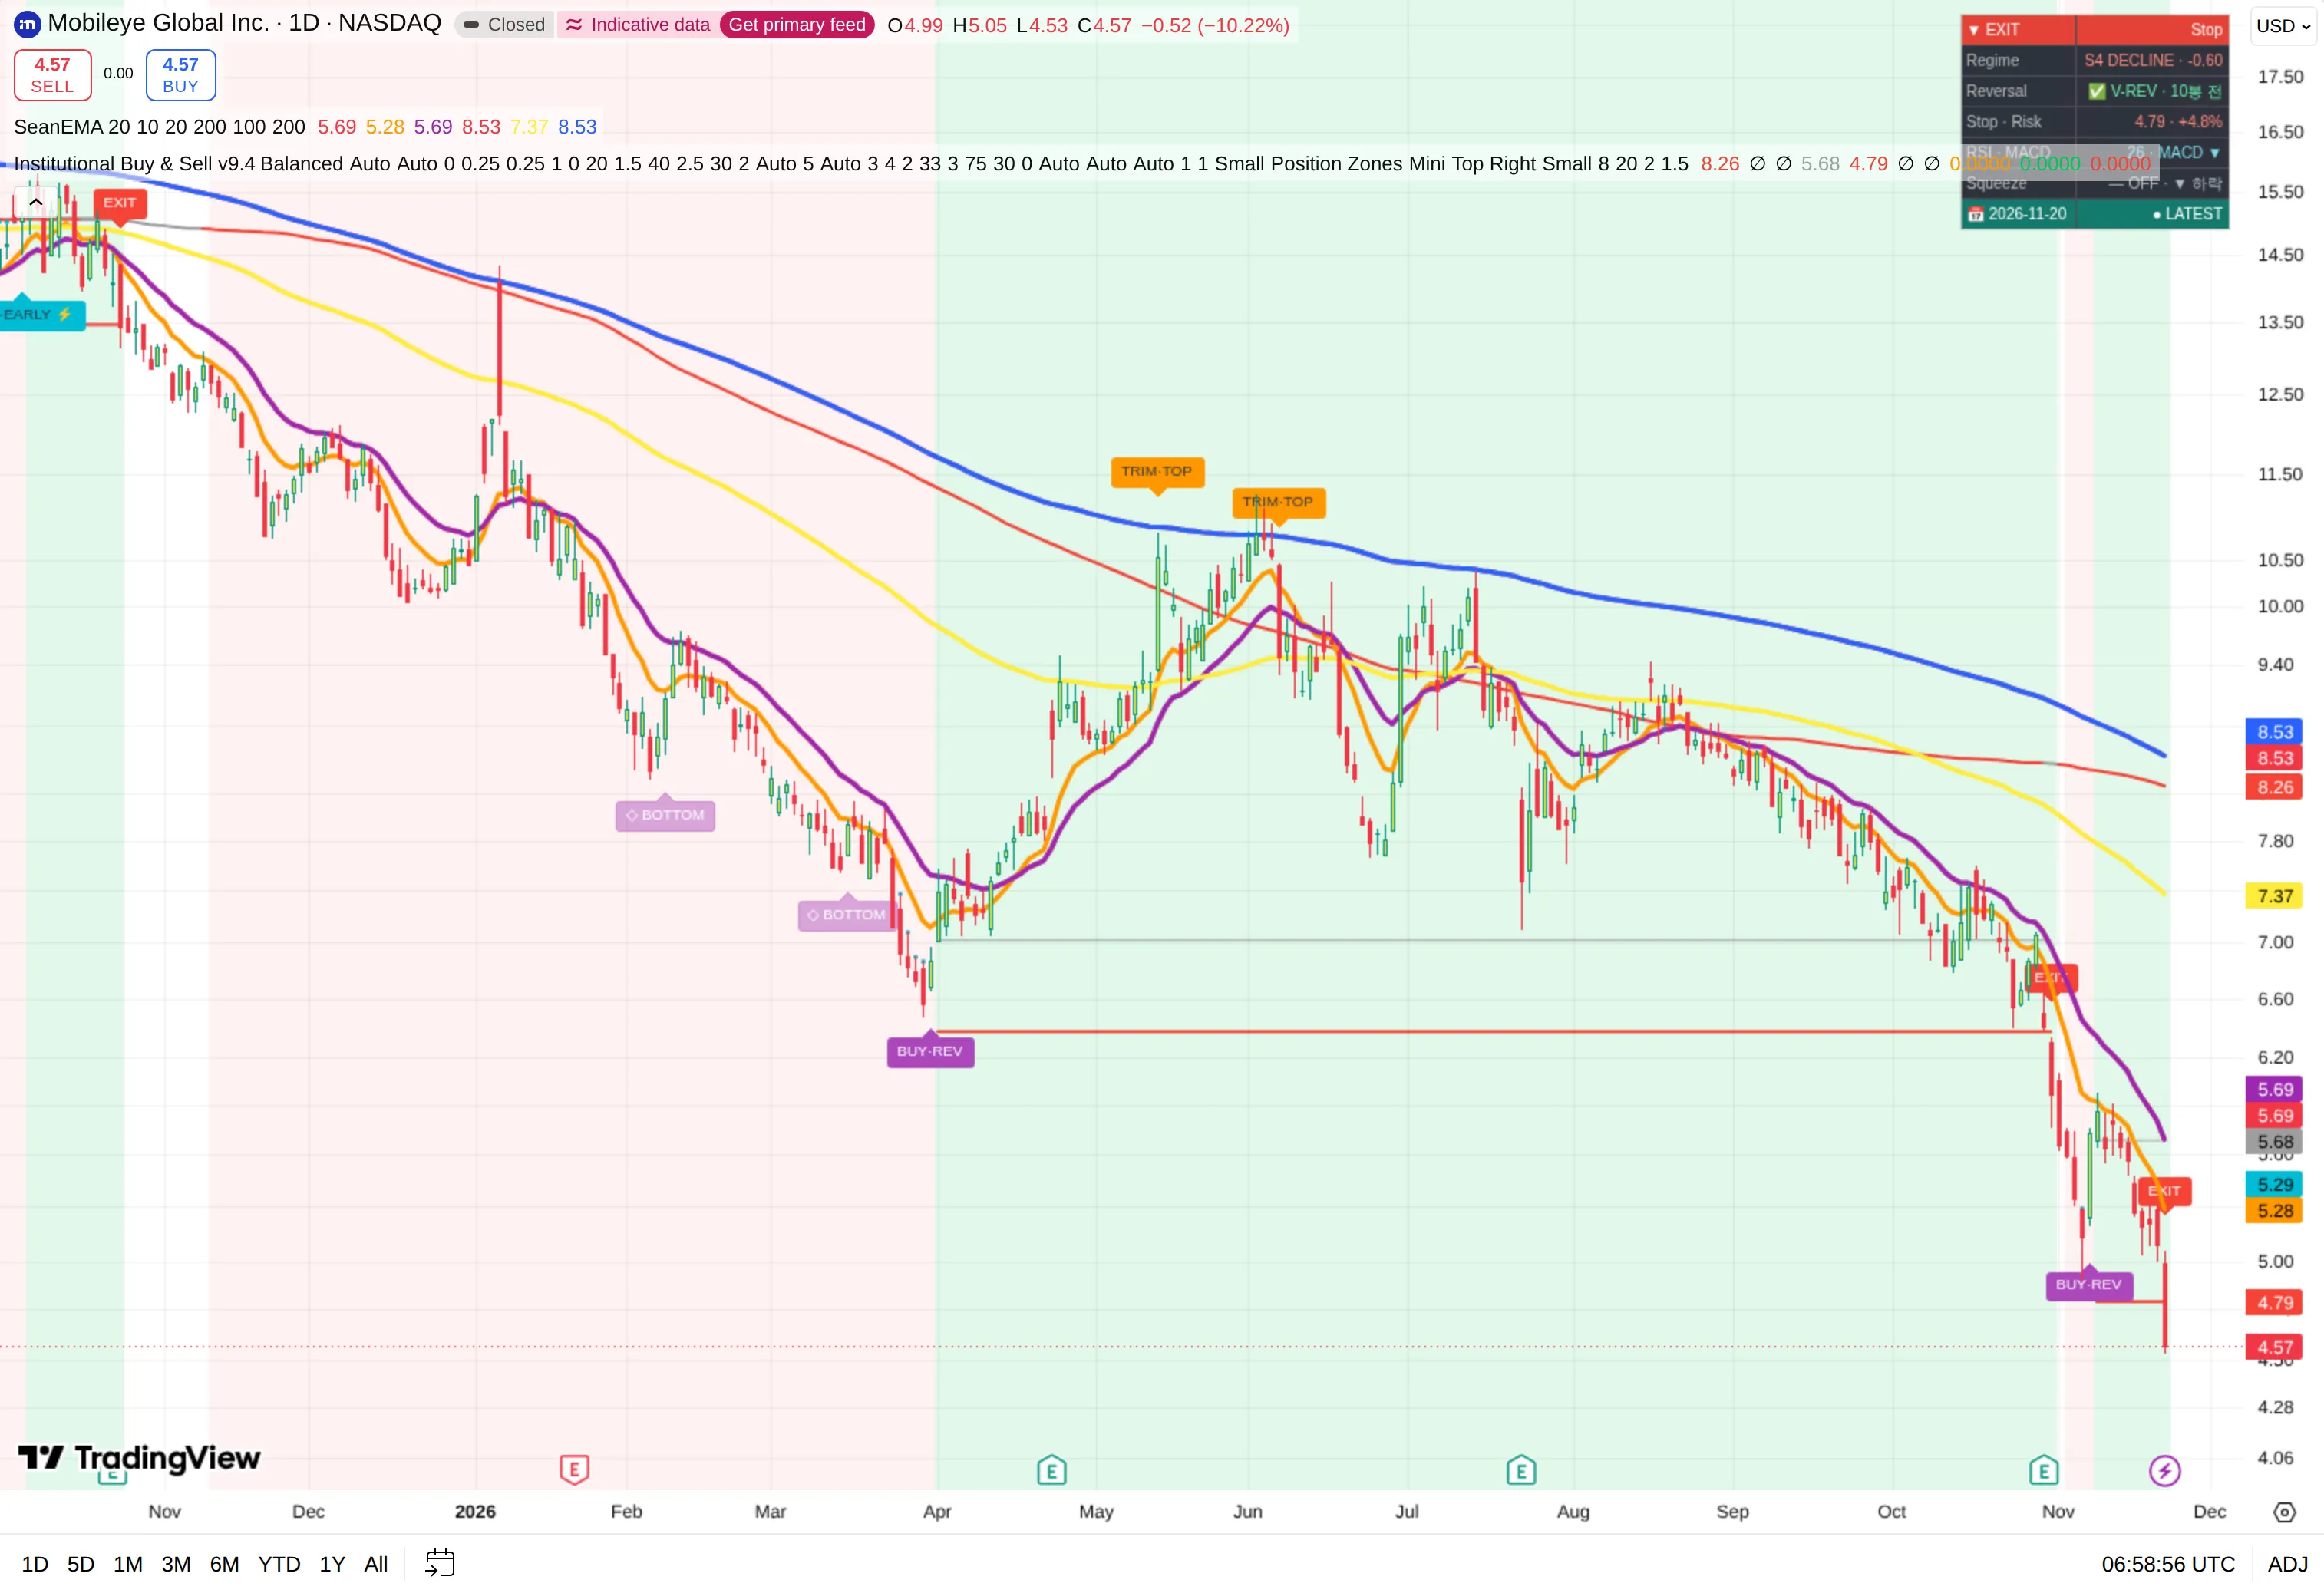 Mobileye Global Inc. · 1D · NASDAQ Closed Indicative data Get primary feed O4.99 H5.05 L4.53 C4.57 −0.52 (−10.22%)
4.57 SELL 0.00 4.57 BUY
SeanEMA 20 10 20 200 100 200 5.69 5.28 5.69 8.53 7.37 8.53
Institutional Buy & Sell v9.4 Balanced Auto Auto 0 0.25 0.25 1 0 20 1.5 40 2.5 30 2 Auto 5 Auto 3 4 2 33 3 75 30 0 Auto Auto Auto 1 1 Small Position Zones Mini Top Right Small 8 20 2 1.5 8.26 ∅ ∅ 5.68 4.79 ∅ ∅ 0.0000 0.0000 0.0000
▼ EXIT Stop
Regime S4 DECLINE · -0.60
Reversal ✅ V-REV · 10봉 전
Stop · Risk 4.79 · +4.8%
RSI · MACD 26 · MACD ▼
Squeeze — OFF · ▼ 하락
📅 2026-11-20 ● LATEST
USD
17.50
16.50
15.50
14.50
13.50
12.50
11.50
10.50
10.00
9.40
8.53
8.53
8.26
7.80
7.37
7.00
6.60
6.20
5.69
5.69
5.68
5.60
5.29
5.28
5.00
4.79
4.57
4.50
4.28
4.06
EXIT
-EARLY ⚡
◇ BOTTOM
◇ BOTTOM
BUY-REV
TRIM-TOP
TRIM-TOP
EXIT
BUY-REV
EXIT
TradingView
E E E E E
Nov Dec 2026 Feb Mar Apr May Jun Jul Aug Sep Oct Nov Dec
1D 5D 1M 3M 6M YTD 1Y All 06:58:56 UTC ADJ